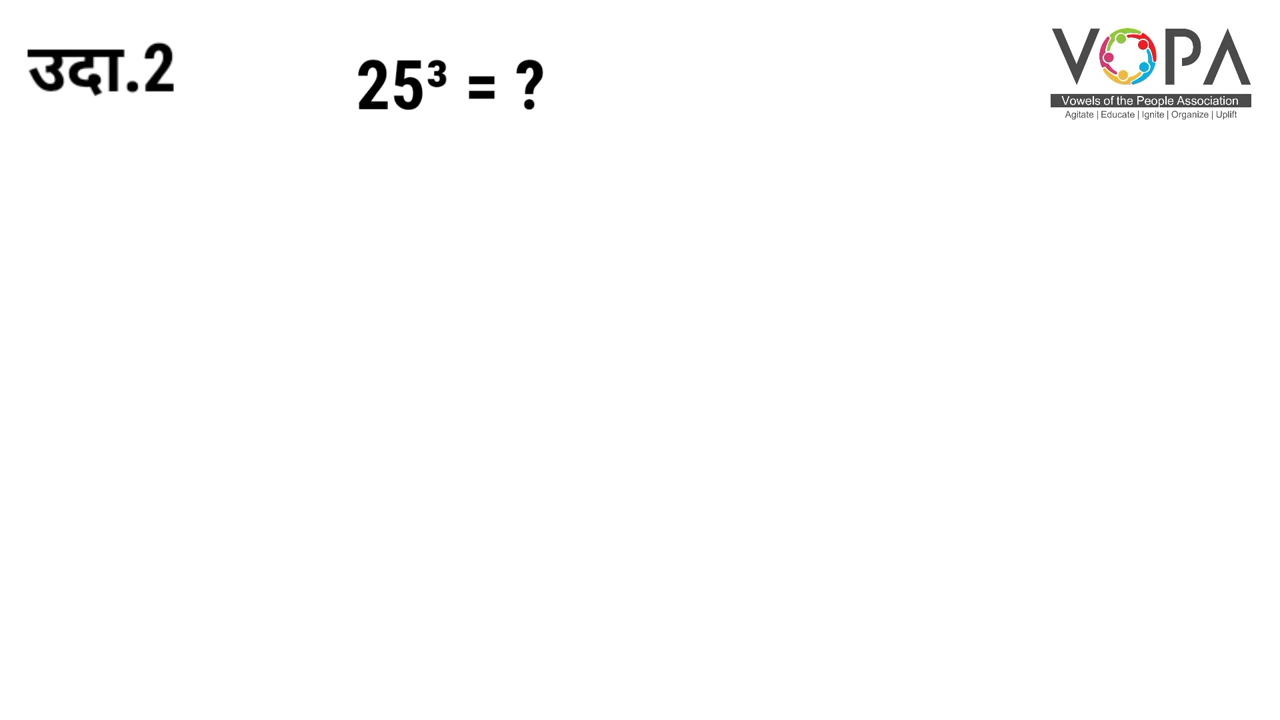 उदा.2
25³ = ?
VOPA
Vowels of the People Association
Agitate | Educate | Ignite | Organize | Uplift